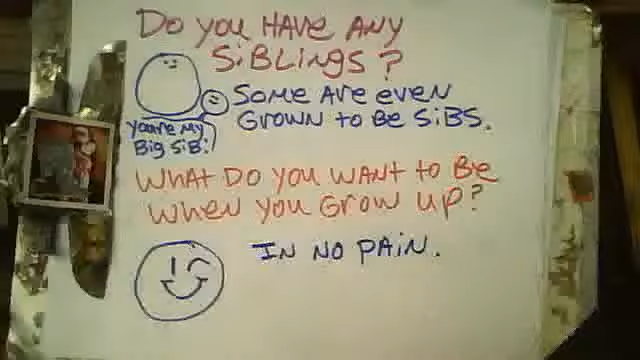 Do you HAVE ANY
SiBLings?
SOME ARE EVEN
GROWN TO BE SiBS.
You're My
Big SiB!
WHAT DO YOU WANT to BE
WHEN YOU GROW UP?
IN NO PAIN.